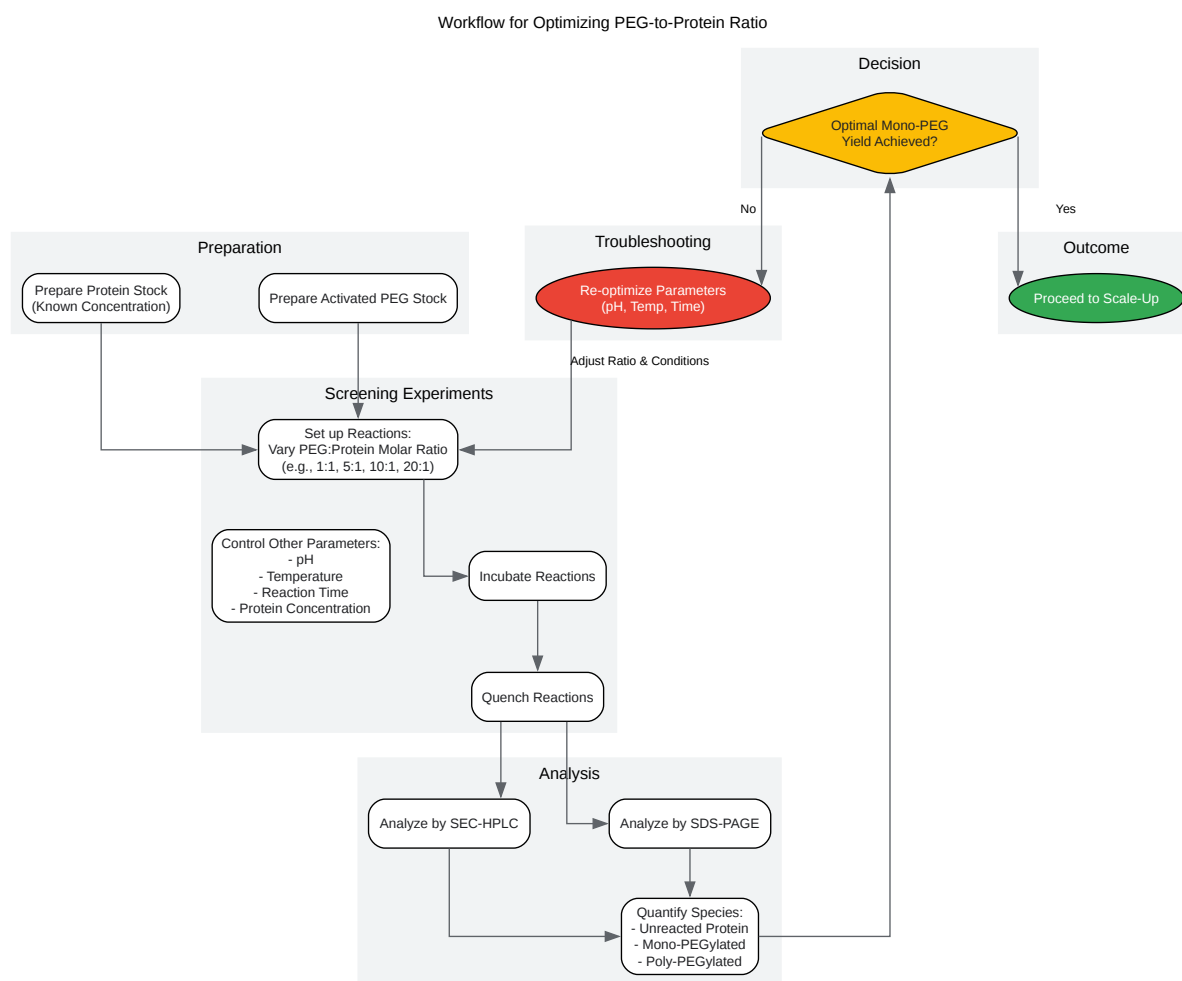 Workflow for Optimizing PEG-to-Protein Ratio
Decision
Optimal Mono-PEG
Yield Achieved?
No
Yes
Preparation
Prepare Protein Stock
(Known Concentration)
Prepare Activated PEG Stock
Troubleshooting
Re-optimize Parameters
(pH, Temp, Time)
Outcome
Proceed to Scale-Up
Adjust Ratio & Conditions
Screening Experiments
Set up Reactions:
Vary PEG:Protein Molar Ratio
(e.g., 1:1, 5:1, 10:1, 20:1)
Control Other Parameters:
- pH
- Temperature
- Reaction Time
- Protein Concentration
Incubate Reactions
Quench Reactions
Analysis
Analyze by SEC-HPLC
Analyze by SDS-PAGE
Quantify Species:
- Unreacted Protein
- Mono-PEGylated
- Poly-PEGylated